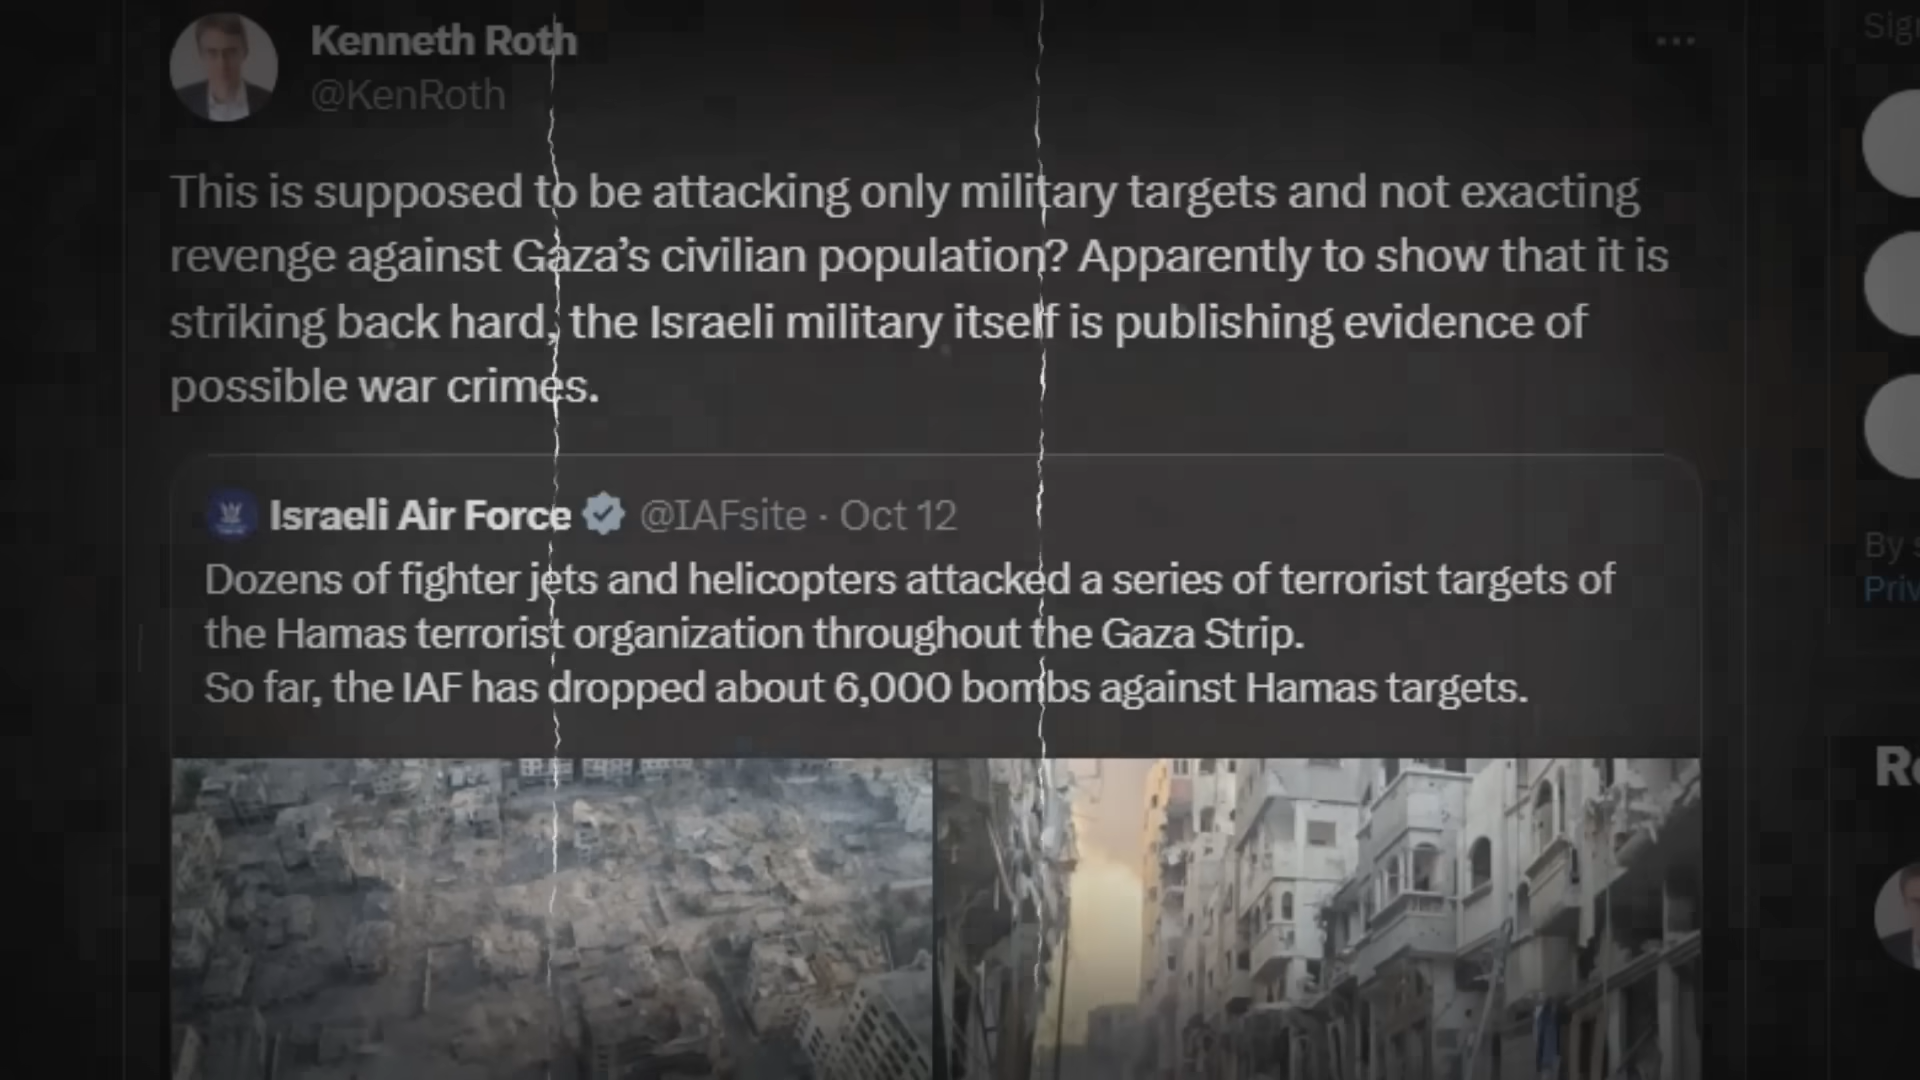 Kenneth Roth
@KenRoth
This is supposed to be attacking only military targets and not exacting
revenge against Gaza’s civilian population? Apparently to show that it is
striking back hard, the Israeli military itself is publishing evidence of
possible war crimes.
Israeli Air Force @IAFsite · Oct 12
Dozens of fighter jets and helicopters attacked a series of terrorist targets of
the Hamas terrorist organization throughout the Gaza Strip.
So far, the IAF has dropped about 6,000 bombs against Hamas targets.
By